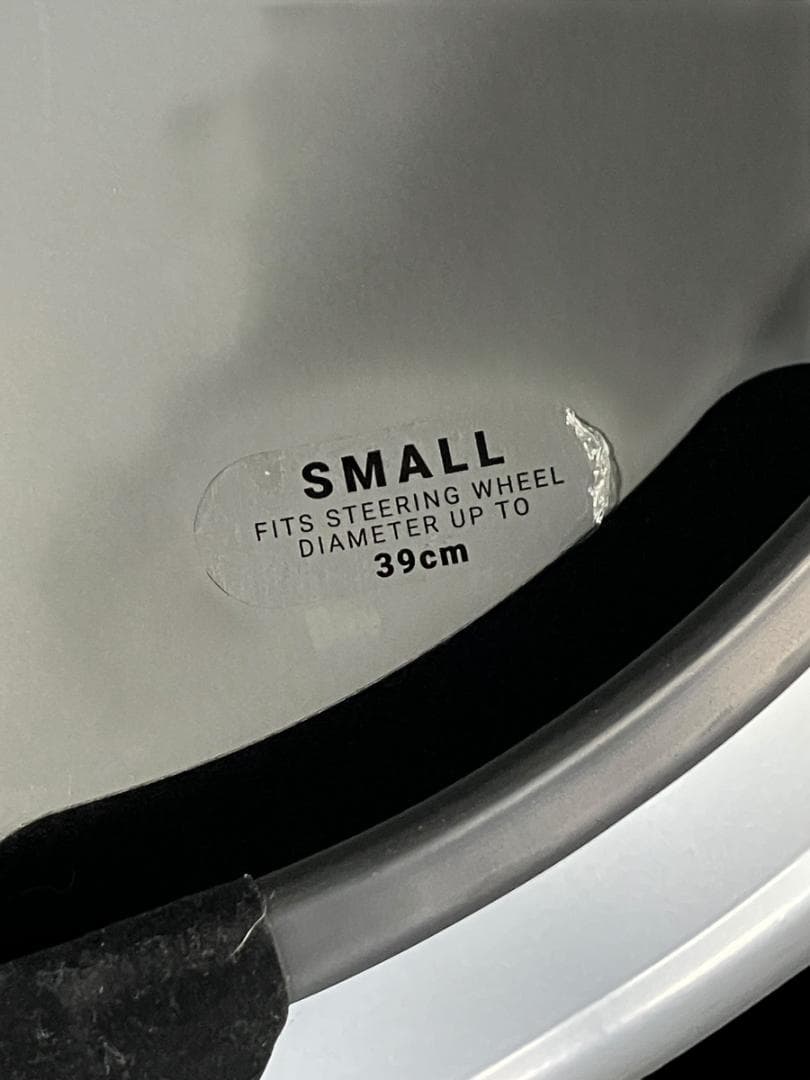 SMALL
FITS STEERING WHEEL
DIAMETER UP TO
39cm